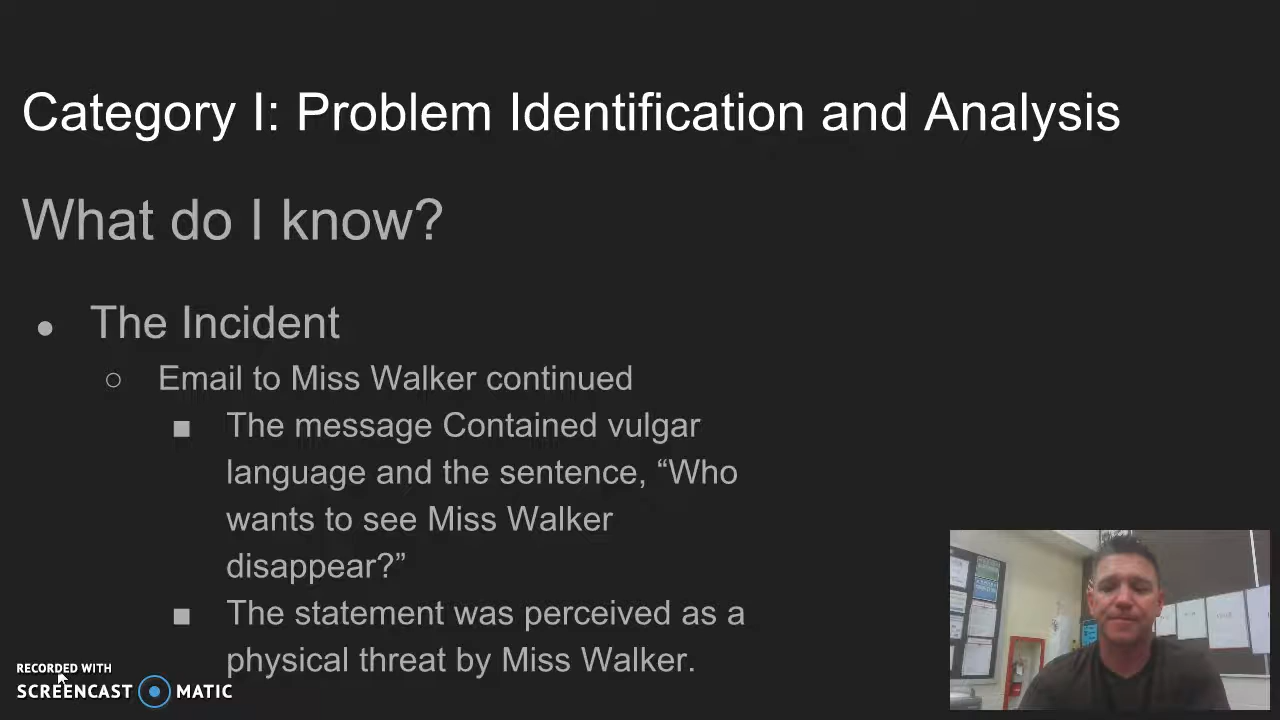 Category I: Problem Identification and Analysis
What do I know?
● The Incident
○ Email to Miss Walker continued
■ The message Contained vulgar
language and the sentence, “Who
wants to see Miss Walker
disappear?”
■ The statement was perceived as a
physical threat by Miss Walker.
RECORDED WITH
SCREENCAST MATIC